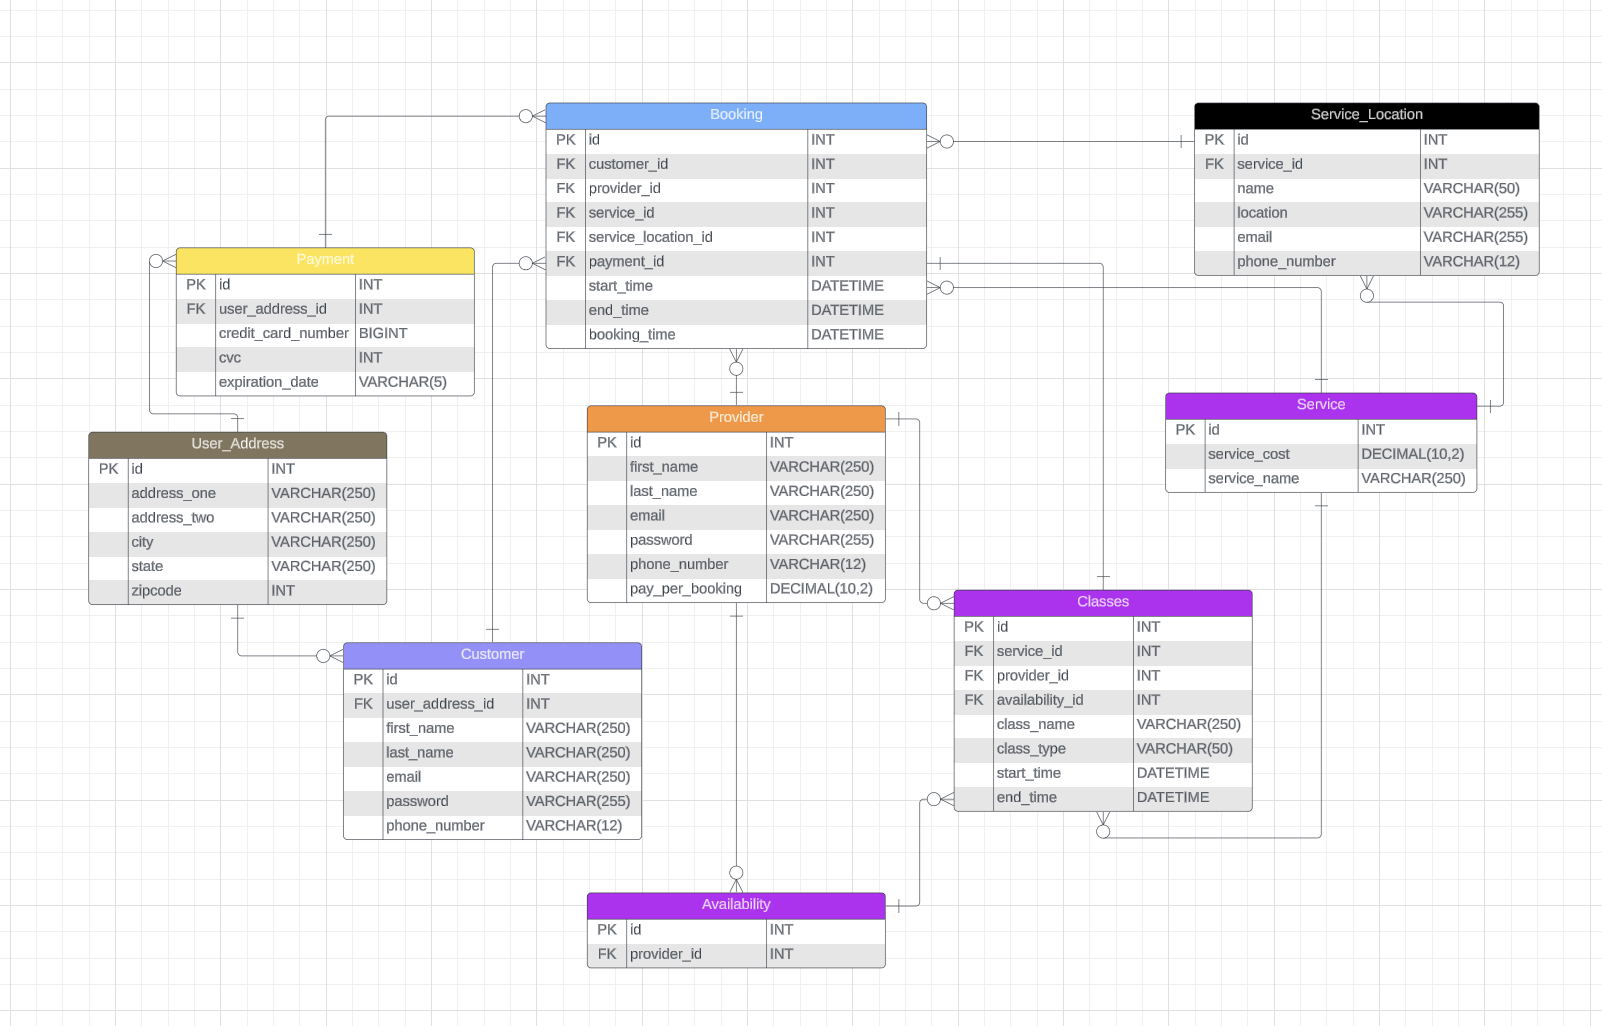 Booking
PK id INT
FK customer_id INT
FK provider_id INT
FK service_id INT
FK service_location_id INT
FK payment_id INT
start_time DATETIME
end_time DATETIME
booking_time DATETIME
Service_Location
PK id INT
FK service_id INT
name VARCHAR(50)
location VARCHAR(255)
email VARCHAR(255)
phone_number VARCHAR(12)
Payment
PK id INT
FK user_address_id INT
credit_card_number BIGINT
cvc INT
expiration_date VARCHAR(5)
User_Address
PK id INT
address_one VARCHAR(250)
address_two VARCHAR(250)
city VARCHAR(250)
state VARCHAR(250)
zipcode INT
Provider
PK id INT
first_name VARCHAR(250)
last_name VARCHAR(250)
email VARCHAR(250)
password VARCHAR(255)
phone_number VARCHAR(12)
pay_per_booking DECIMAL(10,2)
Service
PK id INT
service_cost DECIMAL(10,2)
service_name VARCHAR(250)
Customer
PK id INT
FK user_address_id INT
first_name VARCHAR(250)
last_name VARCHAR(250)
email VARCHAR(250)
password VARCHAR(255)
phone_number VARCHAR(12)
Classes
PK id INT
FK service_id INT
FK provider_id INT
FK availability_id INT
class_name VARCHAR(250)
class_type VARCHAR(50)
start_time DATETIME
end_time DATETIME
Availability
PK id INT
FK provider_id INT